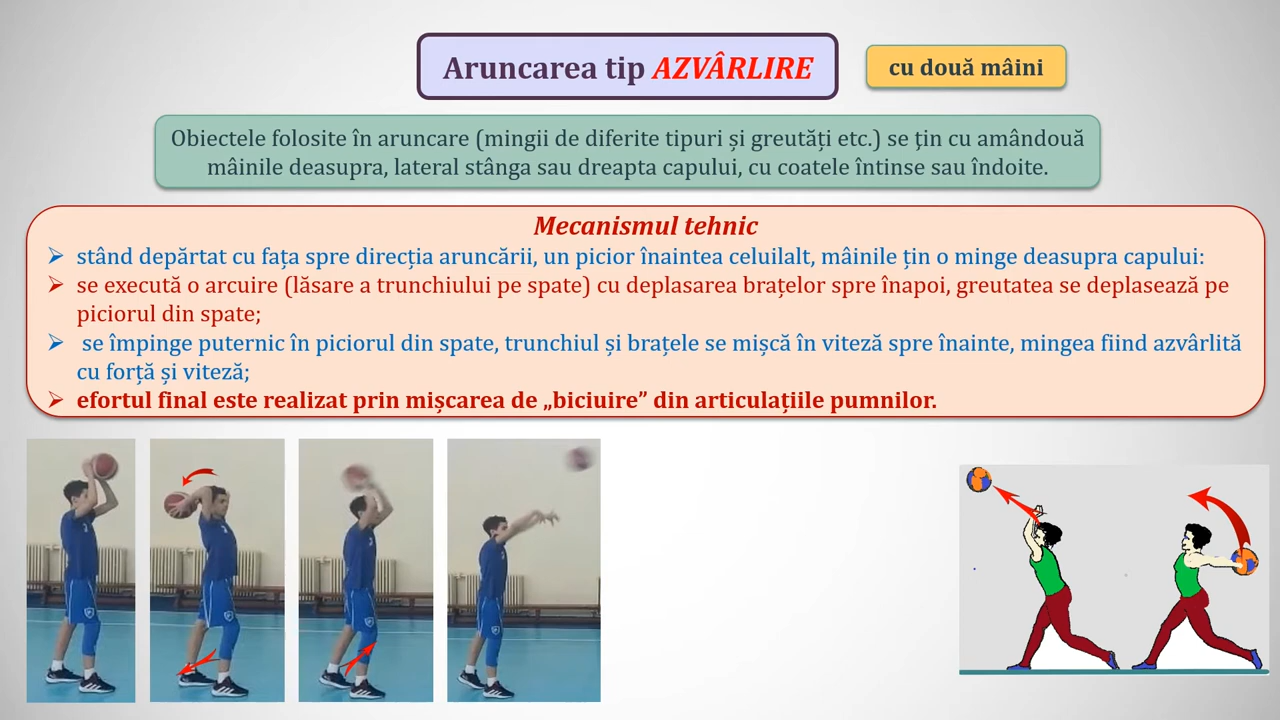 Aruncarea tip AZVÂRLIRE
cu două mâini
Obiectele folosite în aruncare (mingii de diferite tipuri și greutăți etc.) se țin cu amândouă
mâinile deasupra, lateral stânga sau dreapta capului, cu coatele întinse sau îndoite.
Mecanismul tehnic
➢ stând depărtat cu fața spre direcția aruncării, un picior înaintea celuilalt, mâinile țin o minge deasupra capului:
➢ se execută o arcuire (lăsare a trunchiului pe spate) cu deplasarea brațelor spre înapoi, greutatea se deplasează pe
piciorul din spate;
➢ se împinge puternic în piciorul din spate, trunchiul și brațele se mișcă în viteză spre înainte, mingea fiind azvârlită
cu forță și viteză;
➢ efortul final este realizat prin mișcarea de „biciuire” din articulațiile pumnilor.